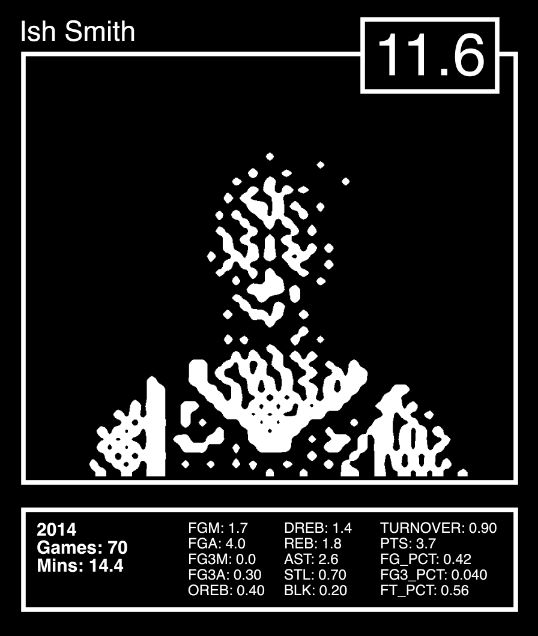 Ish Smith
11.6
2014
Games: 70
Mins: 14.4
FGM: 1.7
FGA: 4.0
FG3M: 0.0
FG3A: 0.30
OREB: 0.40
DREB: 1.4
REB: 1.8
AST: 2.6
STL: 0.70
BLK: 0.20
TURNOVER: 0.90
PTS: 3.7
FG_PCT: 0.42
FG3_PCT: 0.040
FT_PCT: 0.56